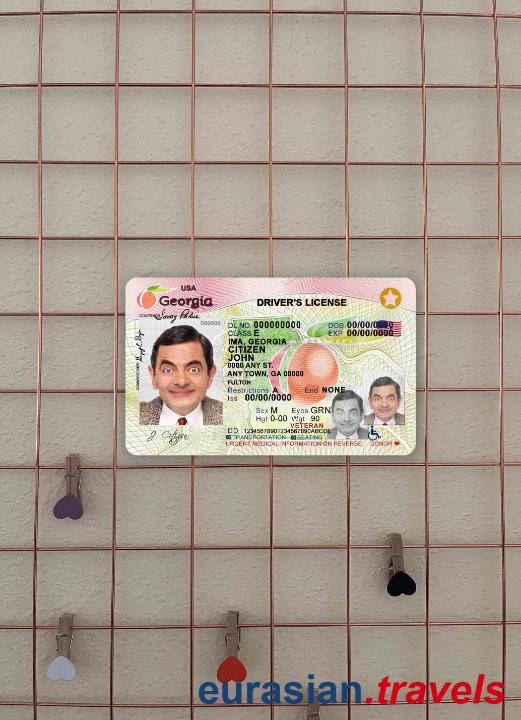 USA
Georgia
DRIVER'S LICENSE
000000
DL NO. 000000000
DOB 00/00/0000
CLASS E
EXP 00/00/0000
IMA, GEORGIA
CITIZEN
JOHN
0000 ANY ST.
ANY TOWN, GA 00000
FULTON
Restrictions A
End NONE
Iss 00/00/0000
Sex M
Eyes GRN
Hgt 0-00
Wgt 90
VETERAN
DD 12345678901234567890ABCDE
TRANSPORTATION
SEATING
J. Citizen
URGENT MEDICAL INFORMATION ON REVERSE
DONOR
eurasian.travels